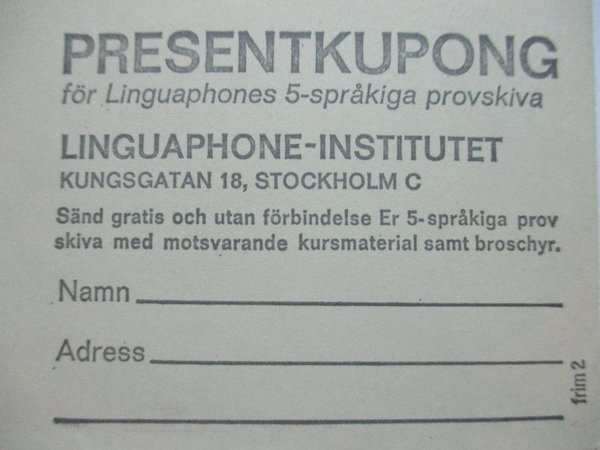 PRESENTKUPONG
för Linguaphones 5-språkiga provskiva
LINGUAPHONE-INSTITUTET
KUNGSGATAN 18, STOCKHOLM C
Sänd gratis och utan förbindelse Er 5-språkiga prov
skiva med motsvarande kursmaterial samt broschyr.
Namn
Adress
frim 2